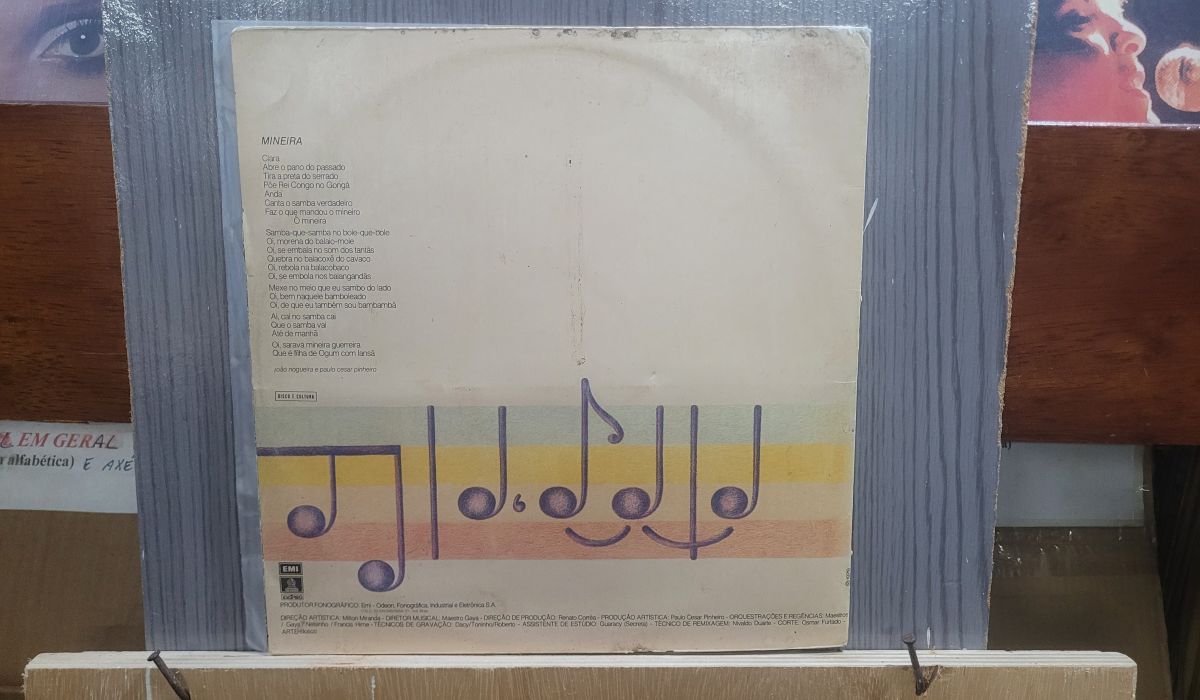 MINEIRA
Clara
Abre o pano do passado
Tira a preta do serrado
Põe Rei Congo no Gongá
Anda
Canta o samba verdadeiro
Faz o que mandou o mineiro
Ô mineira
Samba-que-samba no bole-que-bole
Oi, morena do balaio-mole
Oi, se embala no som dos tantãs
Quebra no balacoxê do cavaco
Oi, rebola na balacobaco
Oi, se embola nos balangandãs
Mexe no meio que eu sambo do lado
Oi, bem naquele bamboleado
Oi, de que eu também sou bambambã
Ai, cai no samba cai
Que o samba vai
Até de manhã
Oi, sarava mineira guerreira
Que é filha de Ogum com Iansã
joão nogueira e paulo cesar pinheiro
DISCO É CULTURA
EM GERAL
alfabética) E AXÉ
EMI
PRODUTOR FONOGRÁFICO: Emi - Odeon, Fonográfica, Industrial e Eletrônica S.A.
DIREÇÃO ARTISTICA: Milton Miranda - DIRETOR MUSICAL: Maestro Gaya - DIREÇÃO DE PRODUÇÃO: Renato Corrêa - PRODUÇÃO ARTISTICA: Paulo Cesar Pinheiro - ORQUESTRAÇÕES E REGÊNCIAS: Maestros
/ Gaya / Nelsinho / Francis Hime - TÉCNICOS DE GRAVAÇÃO: Dacy/Toninho/Roberto - ASSISTENTE DE ESTÚDIO: Guaracy (Secreta) - TÉCNICO DE REMIXAGEM: Nivaldo Duarte - CORTE: Osmar Furtado -